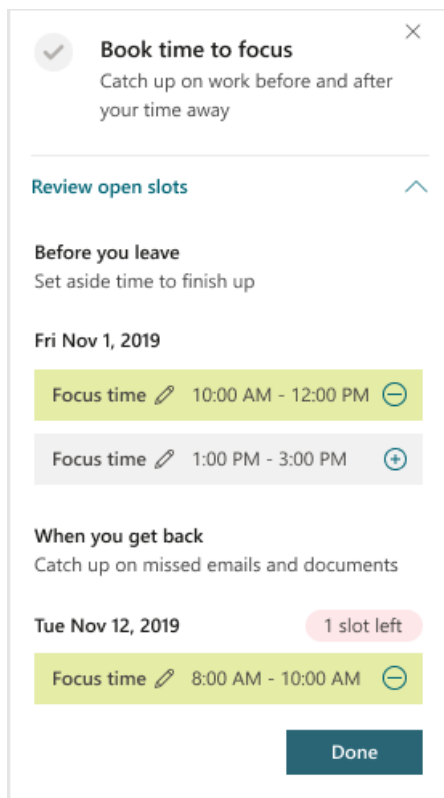 Book time to focus
Catch up on work before and after
your time away
Review open slots
Before you leave
Set aside time to finish up
Fri Nov 1, 2019
Focus time 10:00 AM - 12:00 PM
Focus time 1:00 PM - 3:00 PM
When you get back
Catch up on missed emails and documents
Tue Nov 12, 2019 1 slot left
Focus time 8:00 AM - 10:00 AM
Done